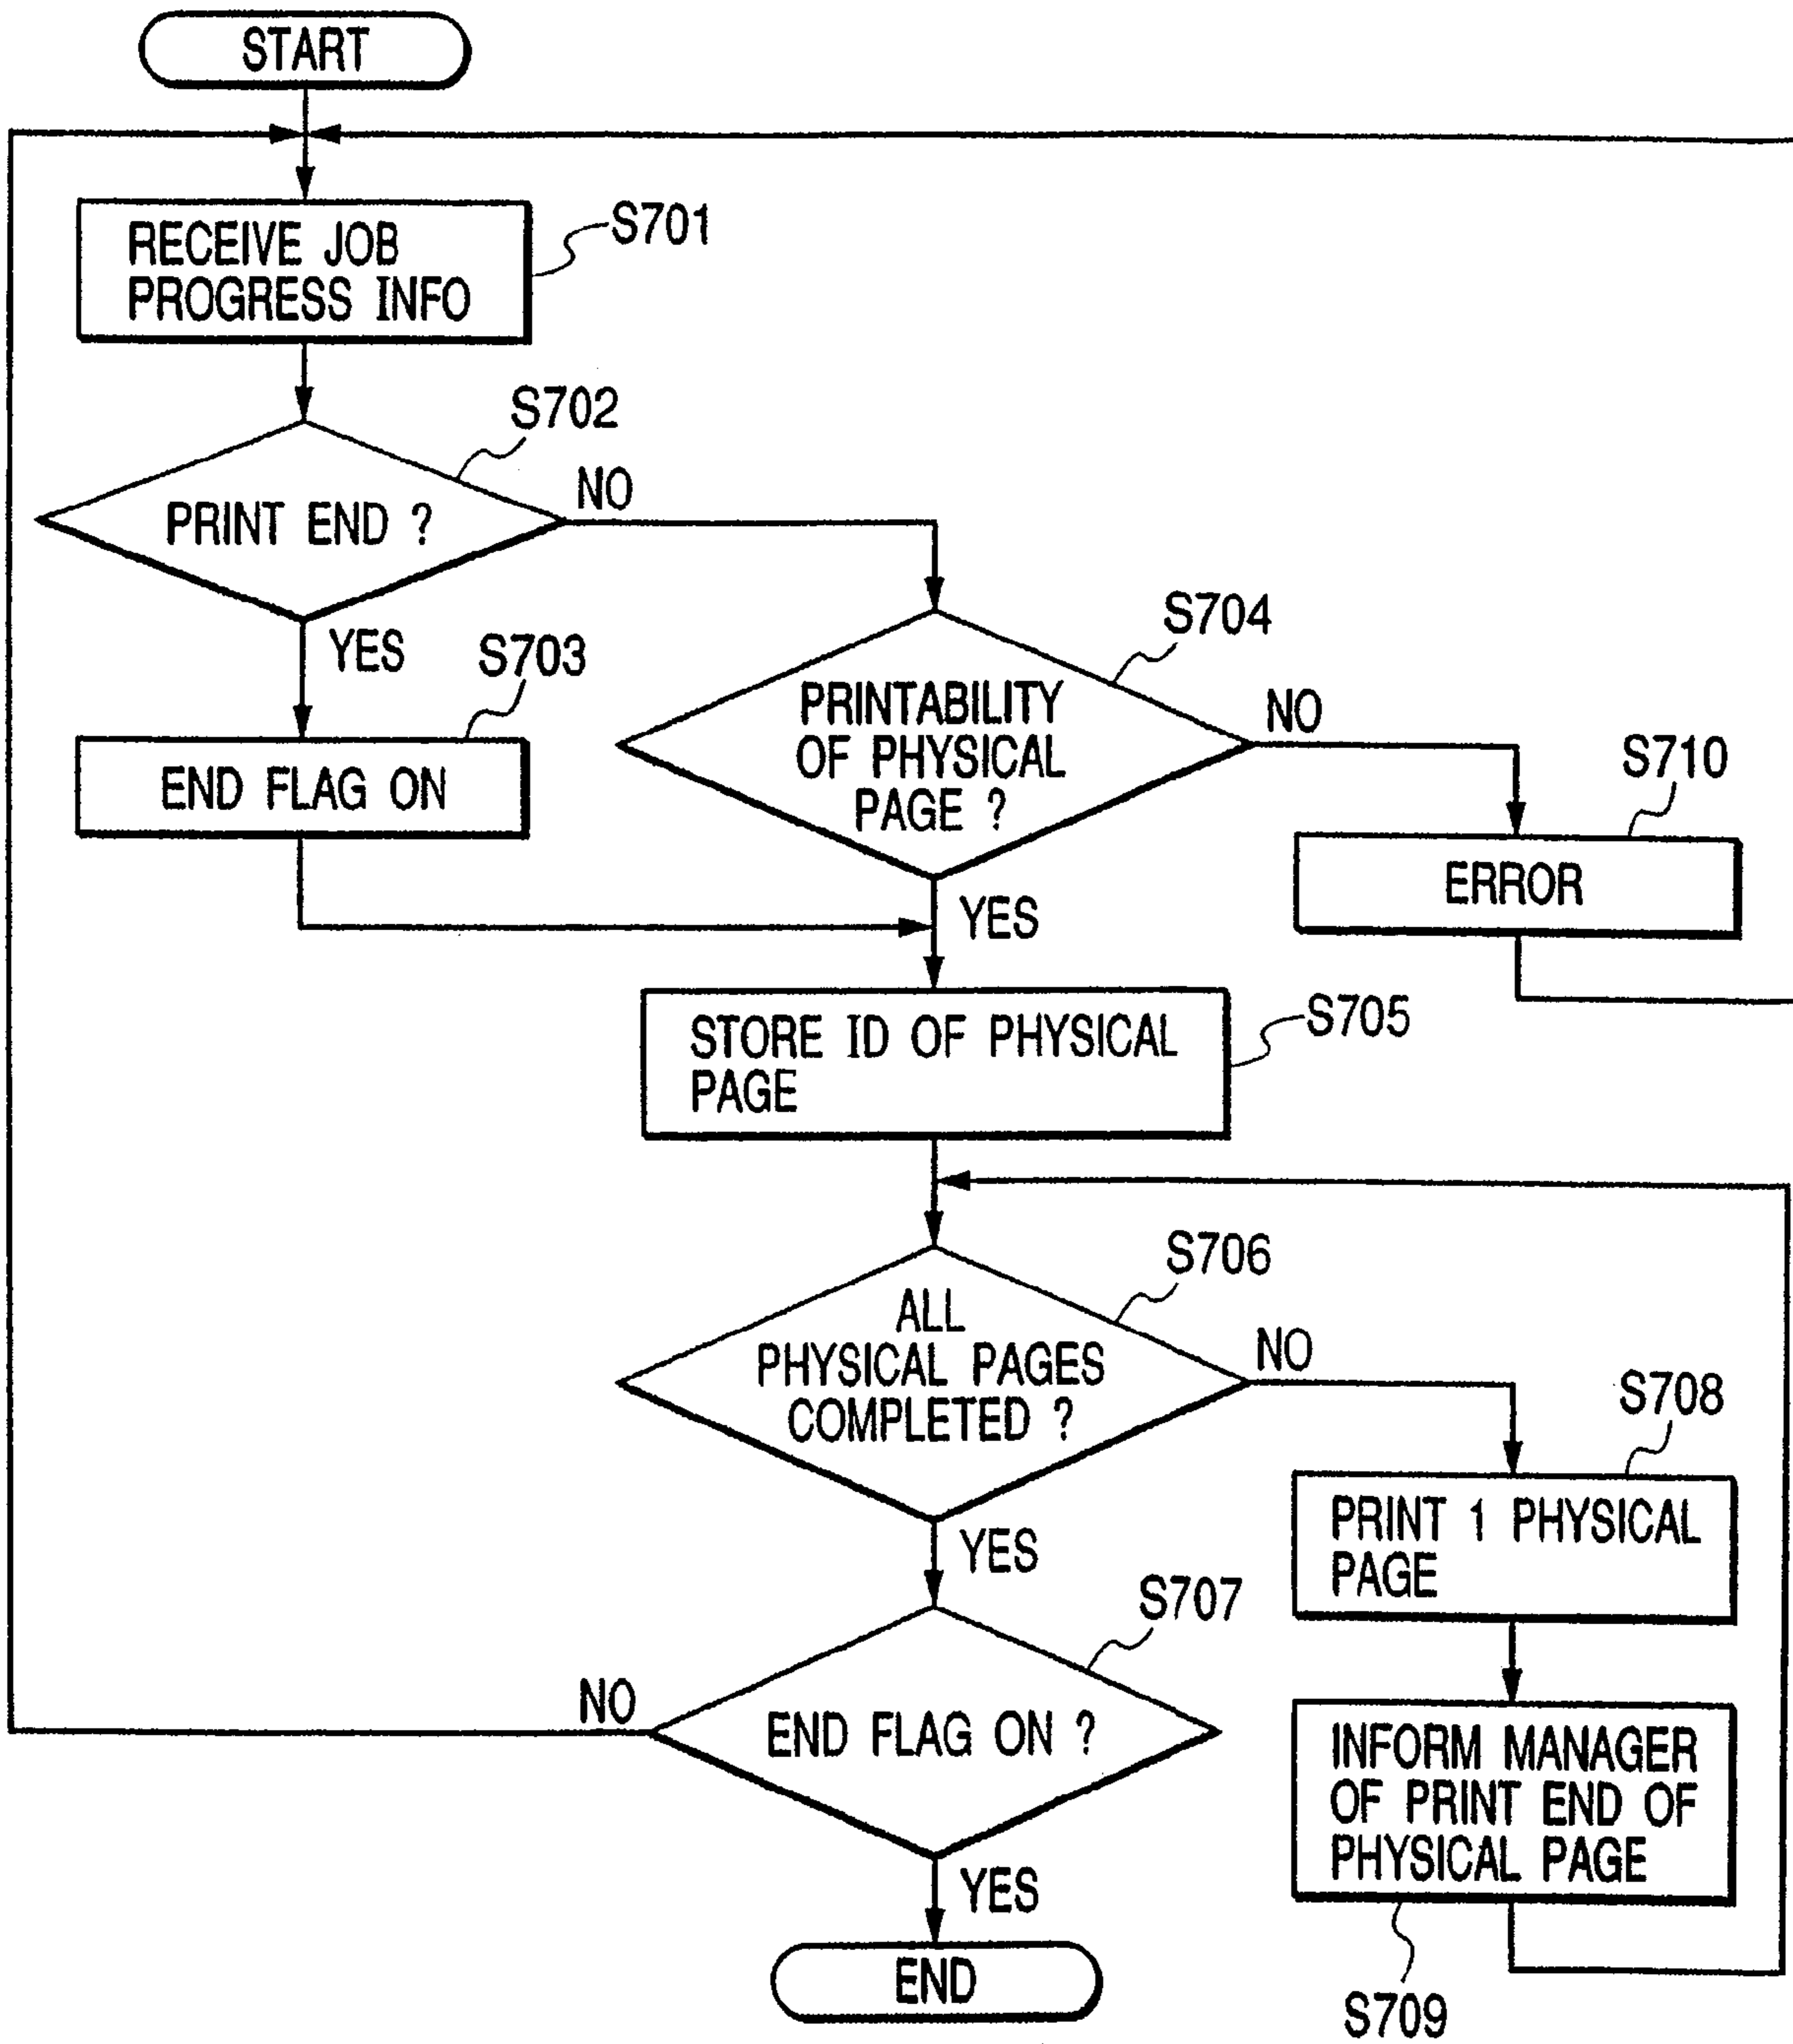 START
RECEIVE JOB
PROGRESS INFO
S701
S702
PRINT END ?
NO
YES
S703
END FLAG ON
S704
PRINTABILITY
OF PHYSICAL
PAGE ?
NO
S710
ERROR
YES
STORE ID OF PHYSICAL
PAGE
S705
S706
ALL
PHYSICAL PAGES
COMPLETED ?
NO
S708
PRINT 1 PHYSICAL
PAGE
YES
S707
END FLAG ON ?
NO
INFORM MANAGER
OF PRINT END OF
PHYSICAL PAGE
S709
YES
END